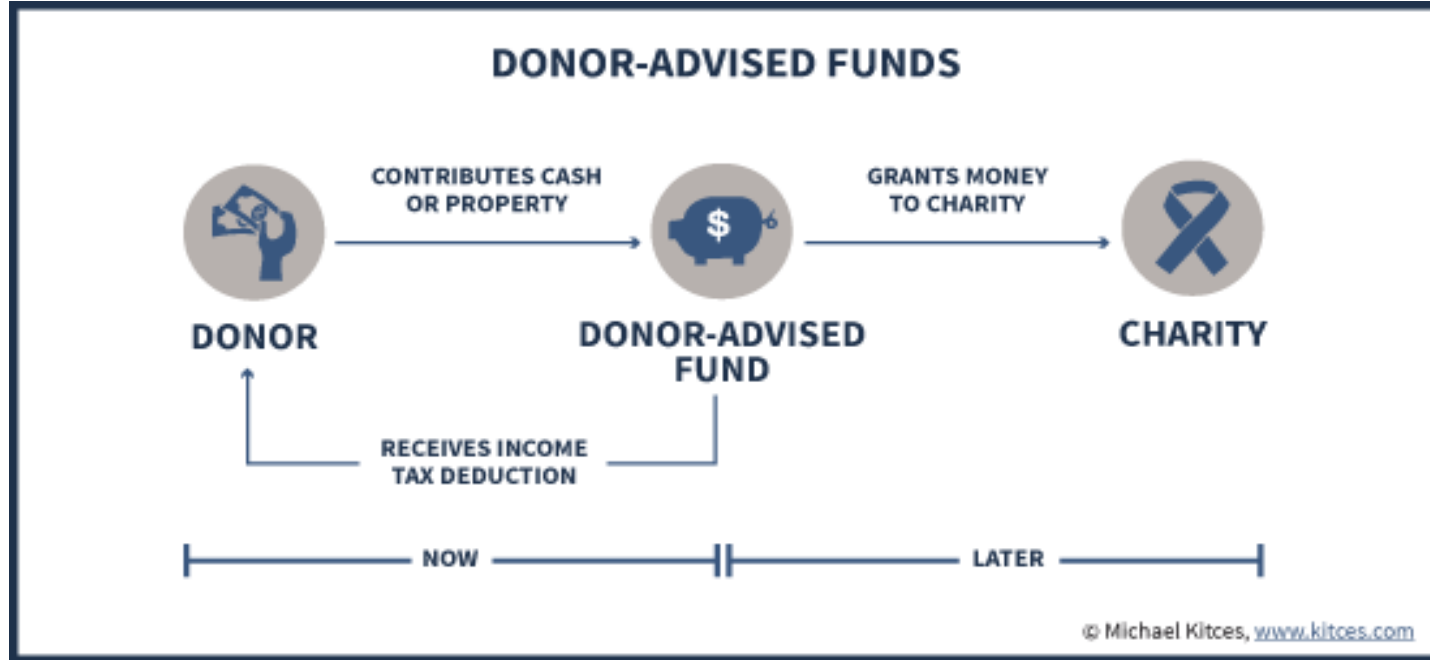 DONOR-ADVISED FUNDS
CONTRIBUTES CASH
OR PROPERTY
GRANTS MONEY
TO CHARITY
$
DONOR
DONOR-ADVISED
FUND
CHARITY
RECEIVES INCOME
TAX DEDUCTION
NOW
LATER
© Michael Kitces, www.kitces.com